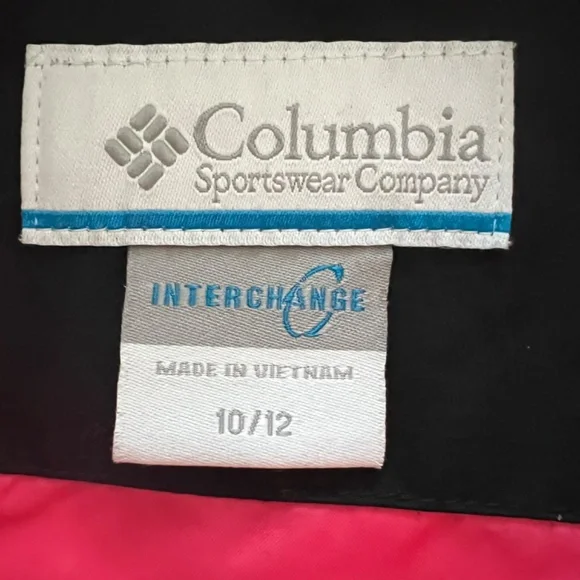 Columbia
Sportswear Company
INTERCHANGE
MADE IN VIETNAM
10/12